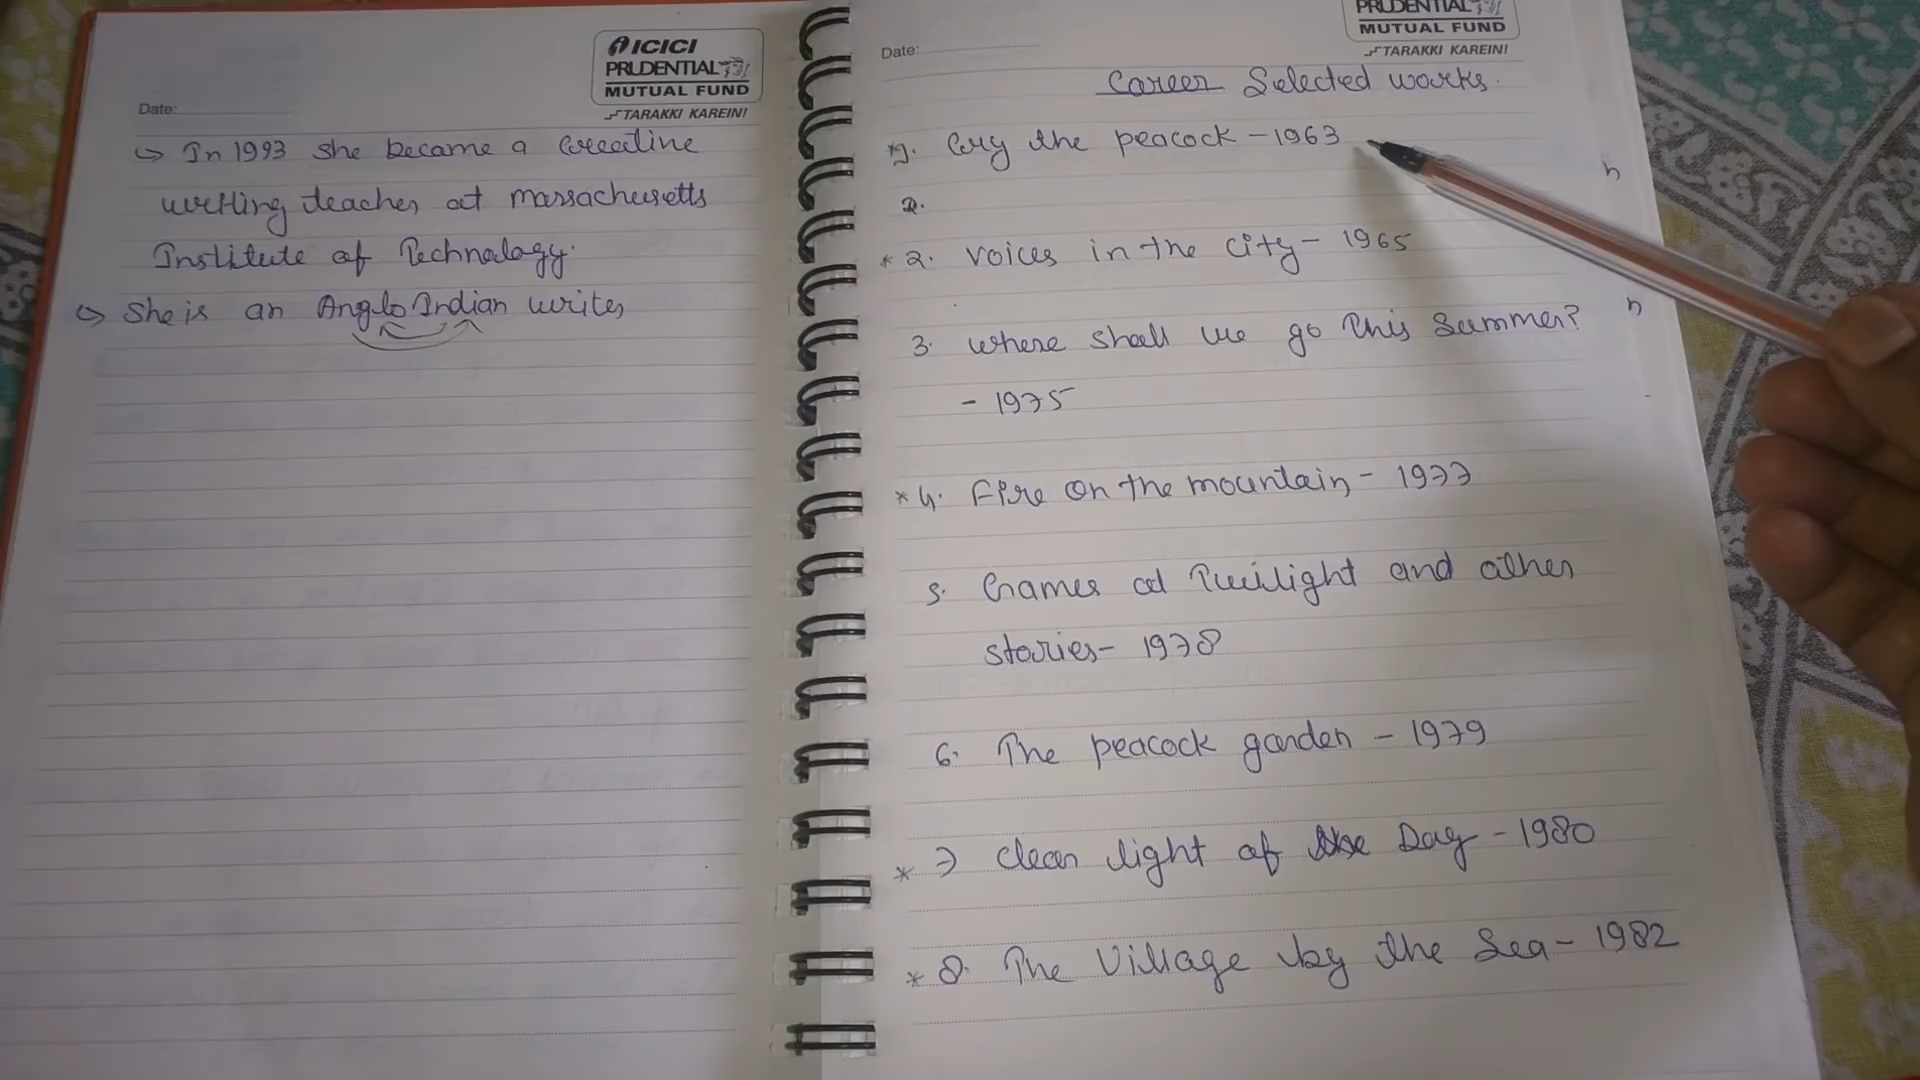 ICICI
PRUDENTIAL
MUTUAL FUND
TARAKKI KAREIN!
Date:
↳ In 1993 she became a Creative
writing teacher at massachusetts
Institute of Technology.
↳ She is an Anglo Indian writer
PRUDENTIAL
MUTUAL FUND
TARAKKI KAREIN!
Date:
Career Selected works.
*1. Cry the peacock - 1963
2.
* 2. Voices in the City - 1965
3. Where shall we go This Summer?
- 1975
* 4. Fire on the mountain - 1977
5. Games at Twilight and other
stories - 1978
6. The peacock garden - 1979
* 7 Clear light of the Day - 1980
* 8. The Village by the Sea - 1982